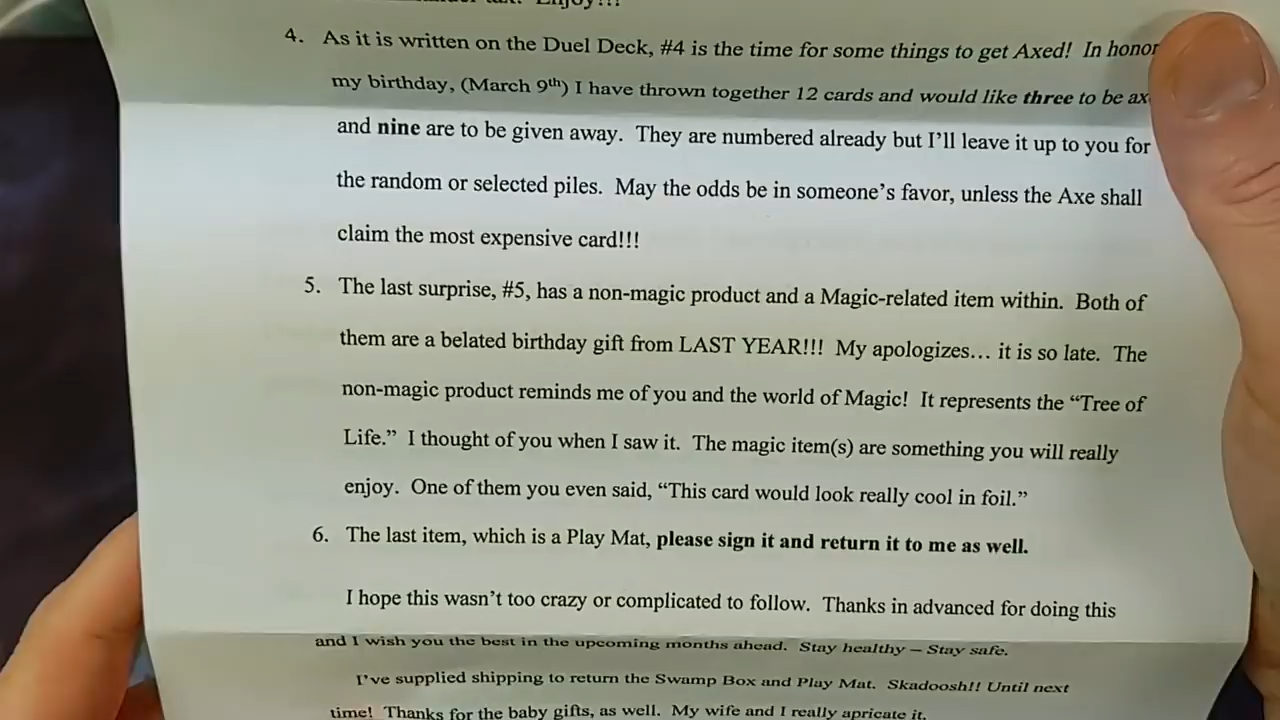 Enjoy!!!
4. As it is written on the Duel Deck, #4 is the time for some things to get Axed! In honor
my birthday, (March 9th) I have thrown together 12 cards and would like three to be ax
and nine are to be given away. They are numbered already but I'll leave it up to you for
the random or selected piles. May the odds be in someone's favor, unless the Axe shall
claim the most expensive card!!!
5. The last surprise, #5, has a non-magic product and a Magic-related item within. Both of
them are a belated birthday gift from LAST YEAR!!! My apologizes… it is so late. The
non-magic product reminds me of you and the world of Magic! It represents the “Tree of
Life.” I thought of you when I saw it. The magic item(s) are something you will really
enjoy. One of them you even said, “This card would look really cool in foil.”
6. The last item, which is a Play Mat, please sign it and return it to me as well.
I hope this wasn't too crazy or complicated to follow. Thanks in advanced for doing this
and I wish you the best in the upcoming months ahead. Stay healthy – Stay safe.
I've supplied shipping to return the Swamp Box and Play Mat. Skadoosh!! Until next
time! Thanks for the baby gifts, as well. My wife and I really apricate it.